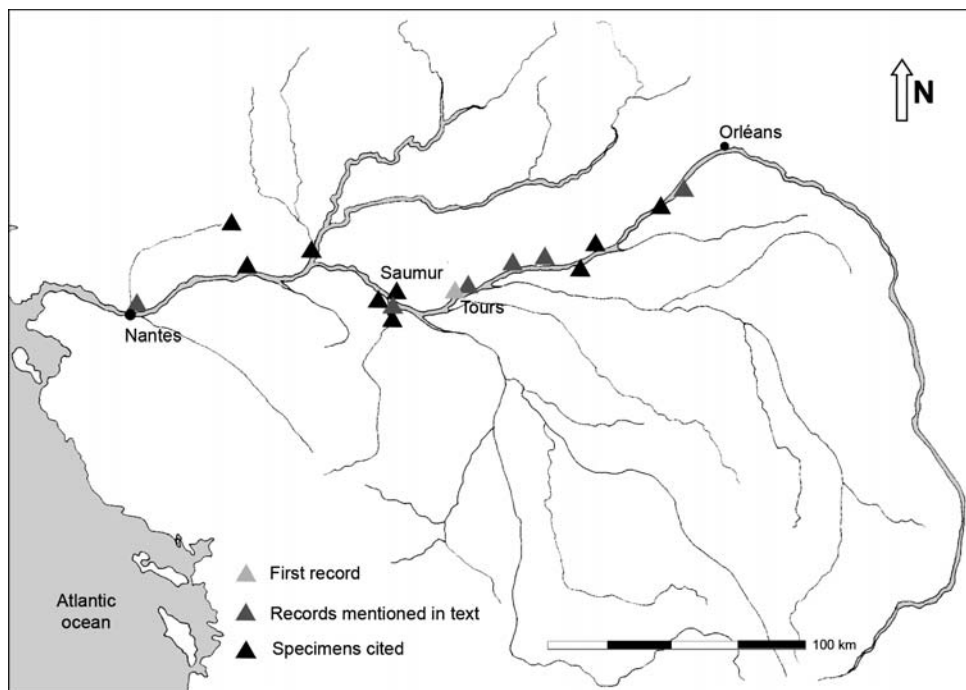 N
Orléans
Saumur
Tours
Nantes
First record
Records mentioned in text
Specimens cited
Atlantic
ocean
100 km